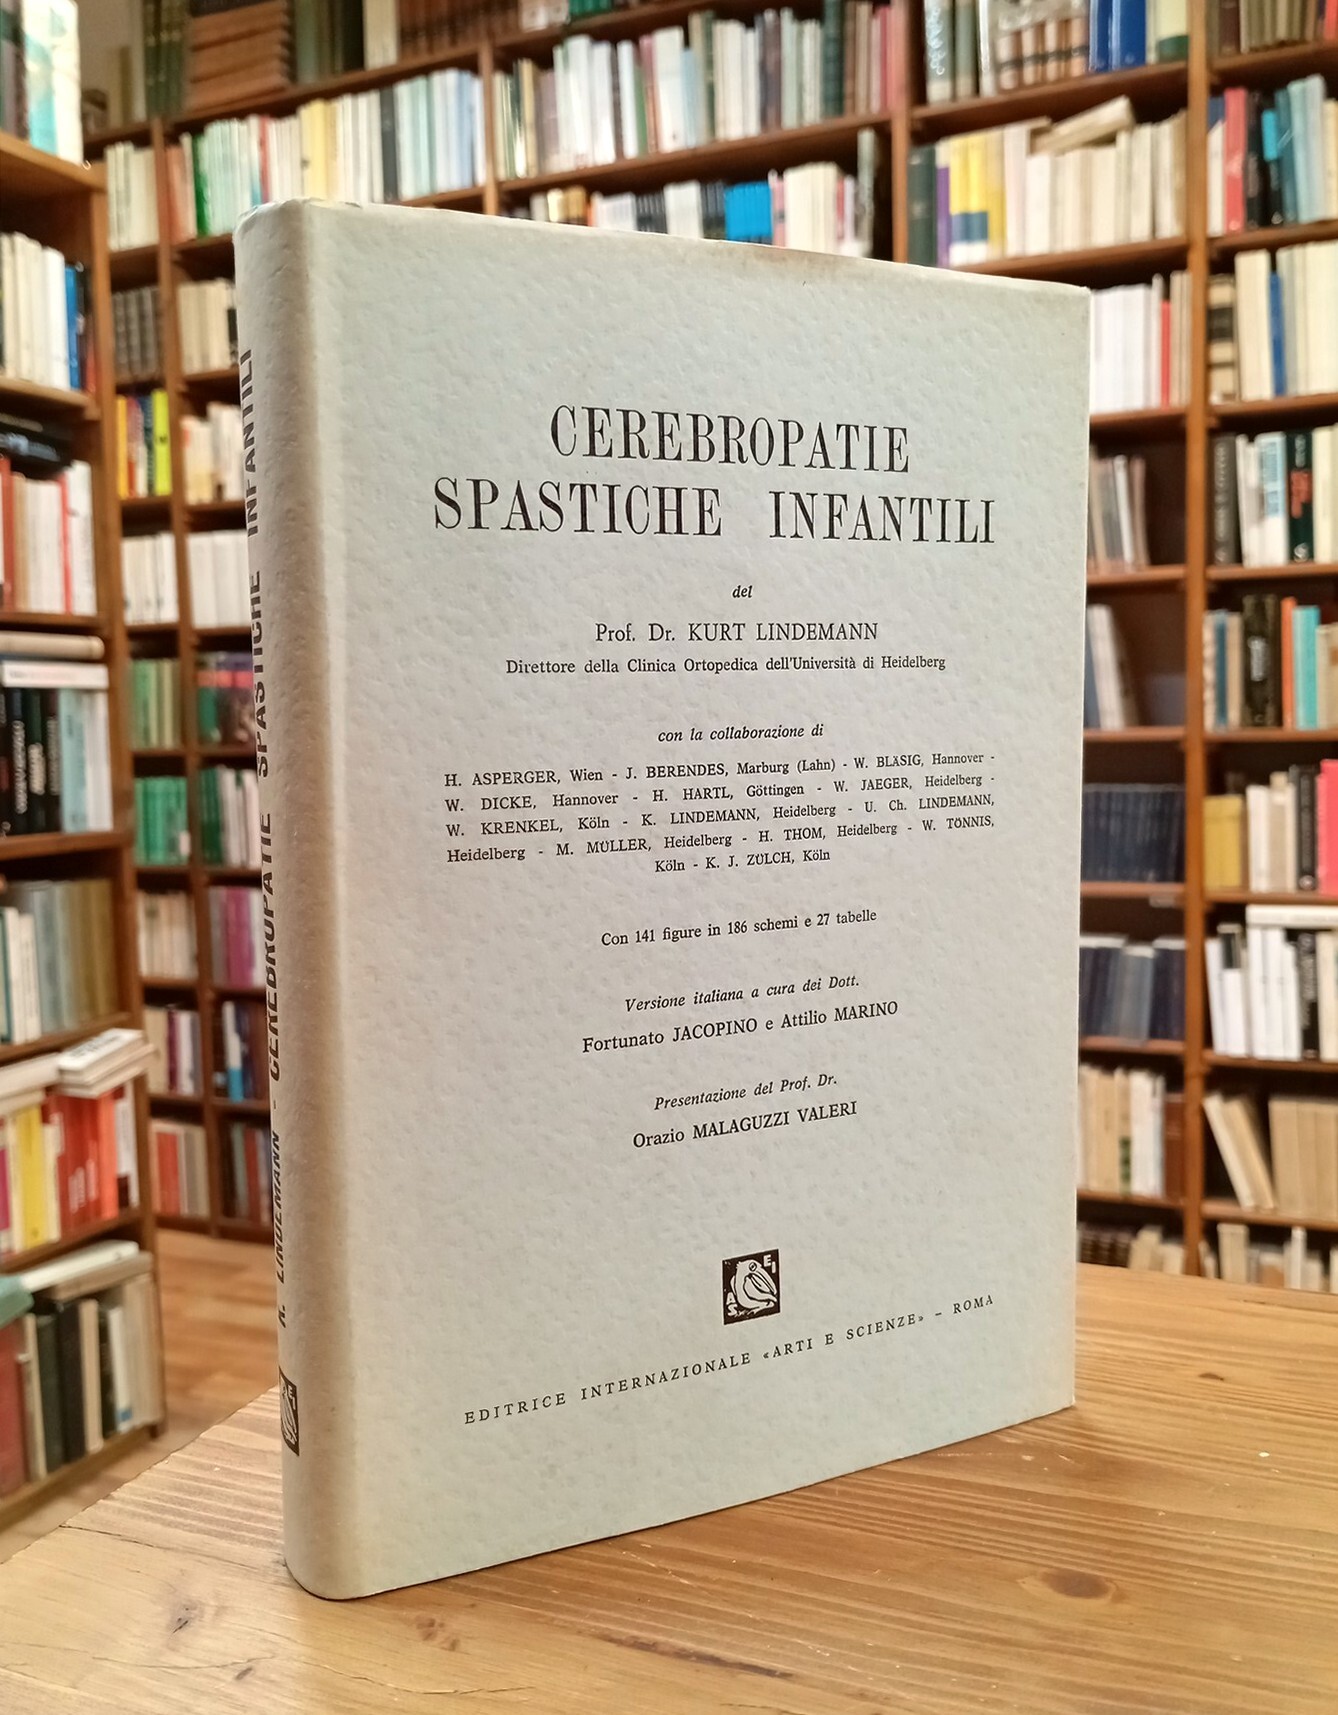 CEREBROPATIE
SPASTICHE INFANTILI
del
Prof. Dr. KURT LINDEMANN
Direttore della Clinica Ortopedica dell'Università di Heidelberg
con la collaborazione di
H. ASPERGER, Wien - J. BERENDES, Marburg (Lahn) - W. BLÄSIG, Hannover -
W. DICKE, Hannover - H. HARTL, Göttingen - W. JAEGER, Heidelberg -
W. KRENKEL, Köln - K. LINDEMANN, Heidelberg - U. Ch. LINDEMANN,
Heidelberg - M. MÜLLER, Heidelberg - H. THOM, Heidelberg - W. TÖNNIS,
Köln - K. J. ZÜLCH, Köln
Con 141 figure in 186 schemi e 27 tabelle
Versione italiana a cura dei Dott.
Fortunato JACOPINO e Attilio MARINO
Presentazione del Prof. Dr.
Orazio MALAGUZZI VALERI
EI
AS
EDITRICE INTERNAZIONALE «ARTI E SCIENZE» - ROMA
K. LINDEMANN - CEREBROPATIE SPASTICHE INFANTILI